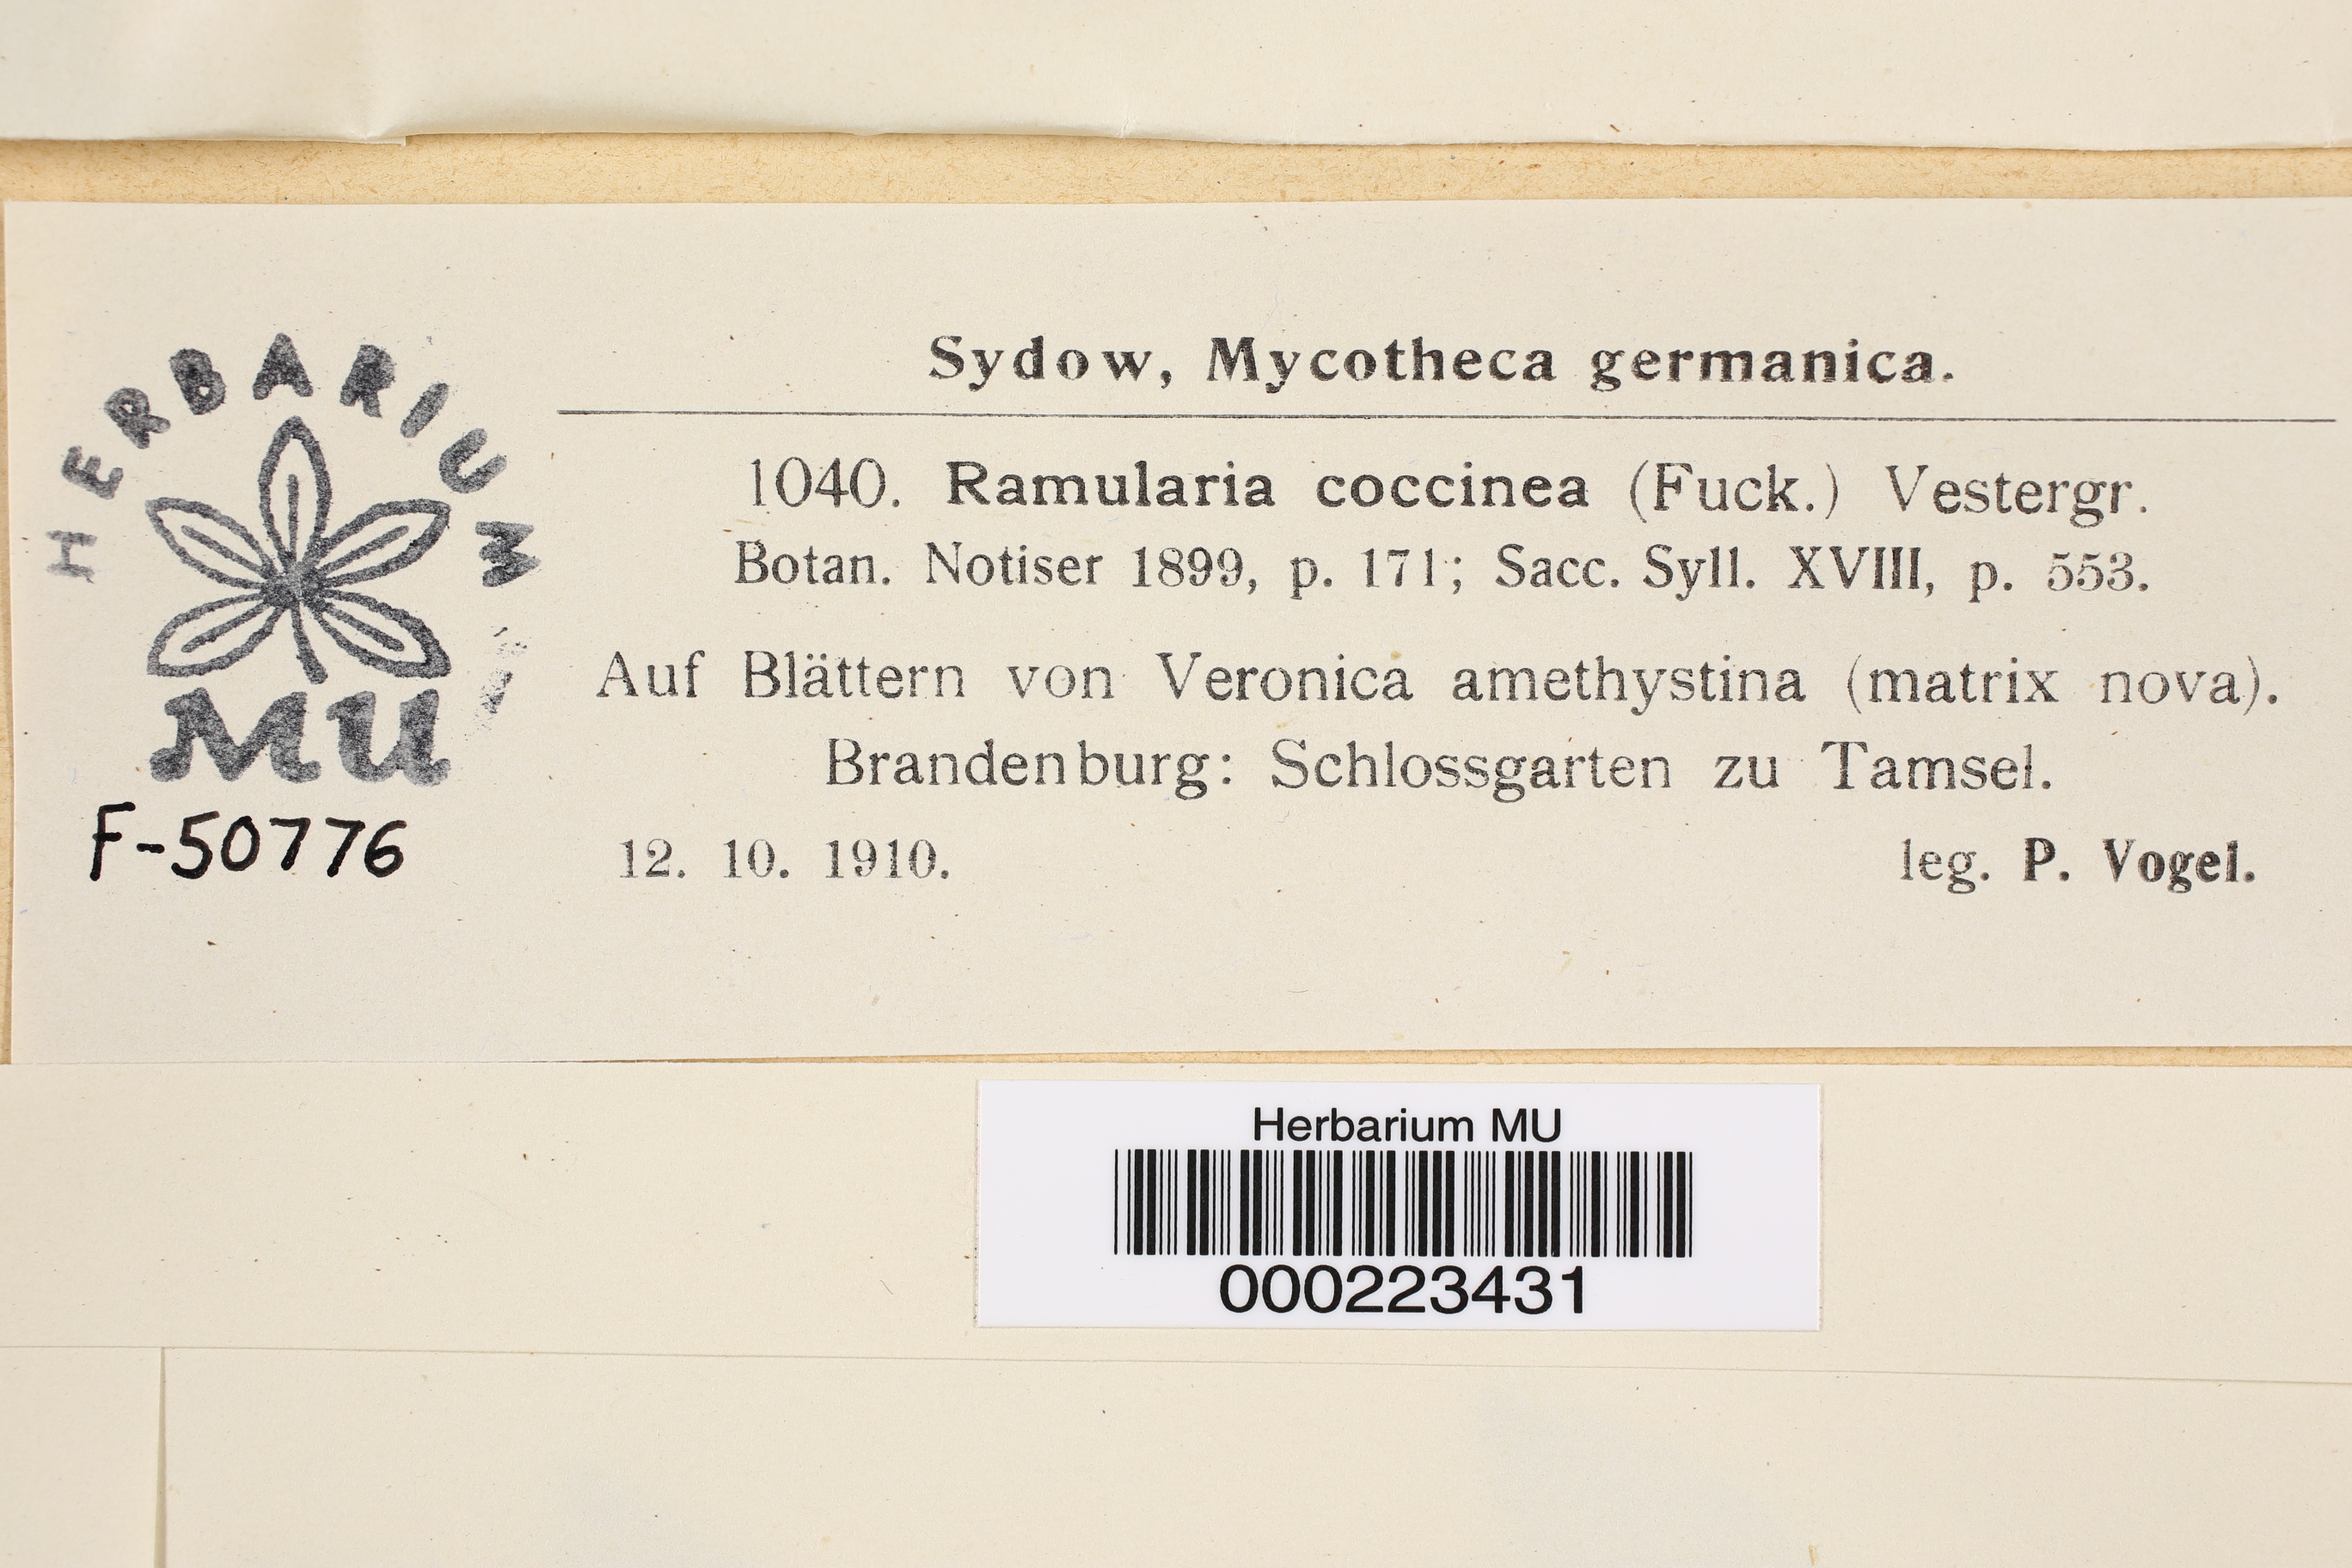 Sydow, Mycotheca germanica.
1040. Ramularia coccinea (Fuck.) Vestergr.
Botan. Notiser 1899, p. 171; Sacc. Syll. XVIII, p. 553.
Auf Blättern von Veronica amethystina (matrix nova).
Brandenburg: Schlossgarten zu Tamsel.
12. 10. 1910. leg. P. Vogel.
HERBARIUM
MU
F-50776
Herbarium MU
000223431